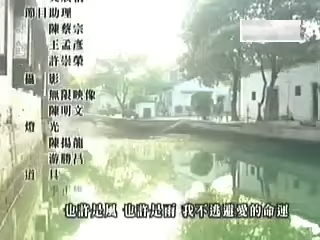 節目助理
陳蔡宗
王孟彥
許崇榮
攝 影
無限映像
陳明文
燈 光
陳揚龍
游勝昌
道 具
也許是風 也許是雨 我不逃避愛的命運